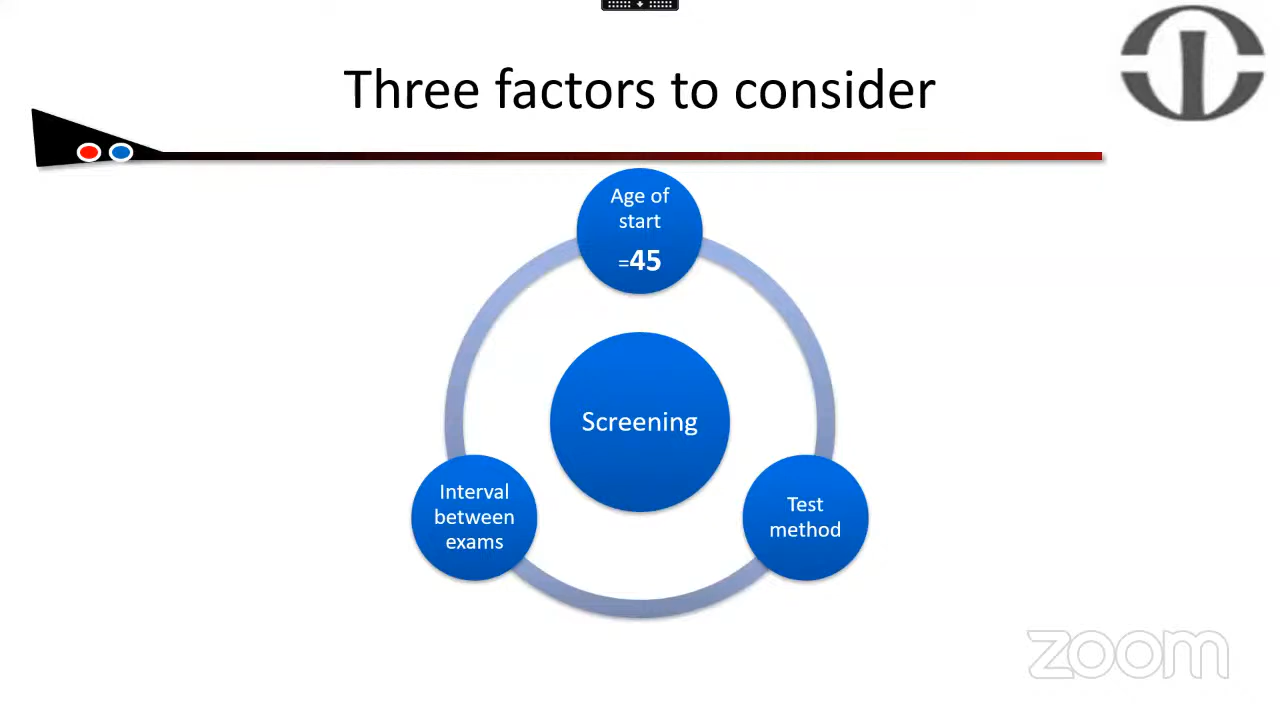 Three factors to consider
Age of
start
=45
Screening
Interval
between
exams
Test
method
zoom